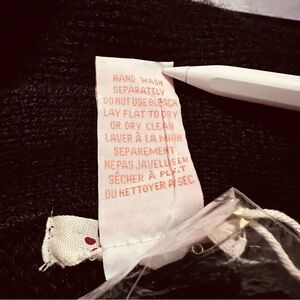 HAND WASH
SEPARATELY
DO NOT USE BLEACH
LAY FLAT TO DRY
OR DRY CLEAN
LAVER À LA MAIN
SEPAREMENT
NE PAS JAVELLISER
SÉCHER À PLAT
OU NETTOYER À SEC